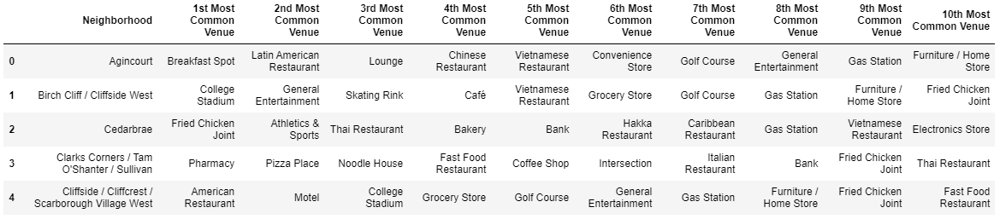 Neighborhood 1st Most Common Venue 2nd Most Common Venue 3rd Most Common Venue 4th Most Common Venue 5th Most Common Venue 6th Most Common Venue 7th Most Common Venue 8th Most Common Venue 9th Most Common Venue 10th Most Common Venue
0 Agincourt Breakfast Spot Latin American Restaurant Lounge Chinese Restaurant Vietnamese Restaurant Convenience Store Golf Course General Entertainment Gas Station Furniture / Home Store
1 Birch Cliff / Cliffside West College Stadium General Entertainment Skating Rink Café Vietnamese Restaurant Grocery Store Golf Course Gas Station Furniture / Home Store Fried Chicken Joint
2 Cedarbrae Fried Chicken Joint Athletics & Sports Thai Restaurant Bakery Bank Hakka Restaurant Caribbean Restaurant Gas Station Vietnamese Restaurant Electronics Store
3 Clarks Corners / Tam O'Shanter / Sullivan Pharmacy Pizza Place Noodle House Fast Food Restaurant Coffee Shop Intersection Italian Restaurant Bank Fried Chicken Joint Thai Restaurant
4 Cliffside / Cliffcrest / Scarborough Village West American Restaurant Motel College Stadium Grocery Store Golf Course General Entertainment Gas Station Furniture / Home Store Fried Chicken Joint Fast Food Restaurant